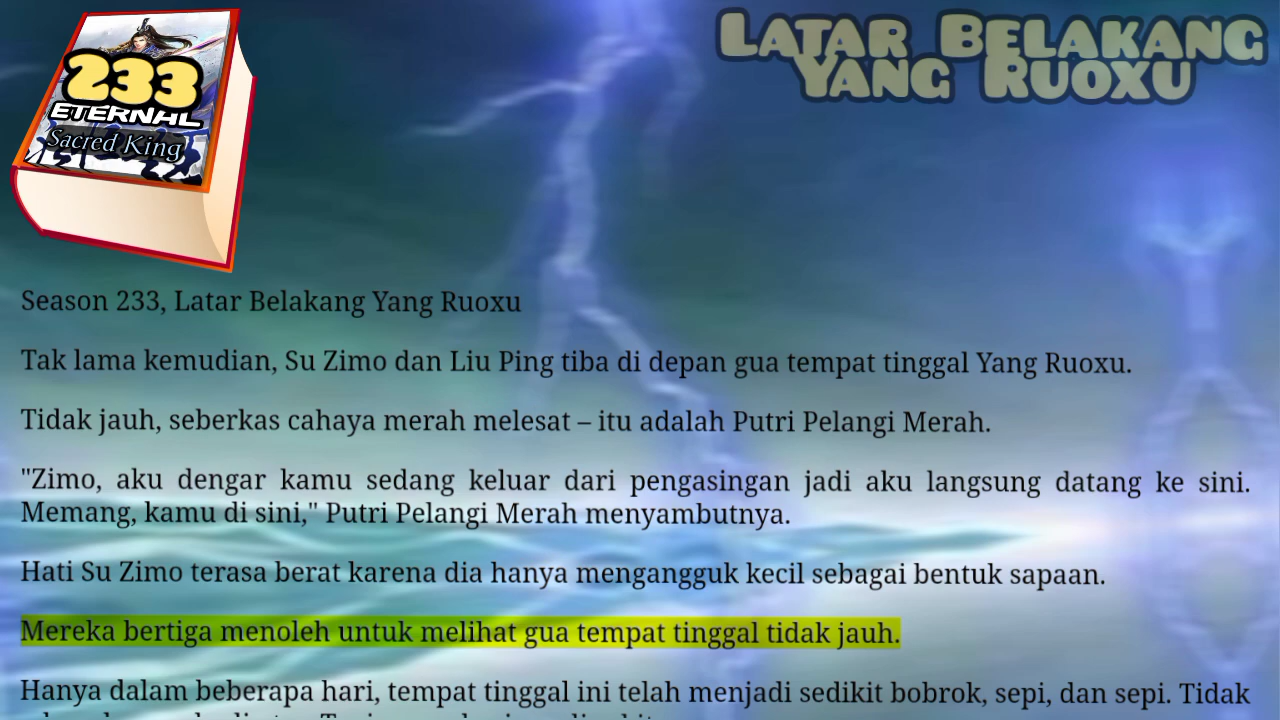 233
ETERNAL
Sacred King
LATAR BELAKANG
YANG RUOXU
Season 233, Latar Belakang Yang Ruoxu
Tak lama kemudian, Su Zimo dan Liu Ping tiba di depan gua tempat tinggal Yang Ruoxu.
Tidak jauh, seberkas cahaya merah melesat – itu adalah Putri Pelangi Merah.
"Zimo, aku dengar kamu sedang keluar dari pengasingan jadi aku langsung datang ke sini.
Memang, kamu di sini," Putri Pelangi Merah menyambutnya.
Hati Su Zimo terasa berat karena dia hanya mengangguk kecil sebagai bentuk sapaan.
Mereka bertiga menoleh untuk melihat gua tempat tinggal tidak jauh.
Hanya dalam beberapa hari, tempat tinggal ini telah menjadi sedikit bobrok, sepi, dan sepi. Tidak